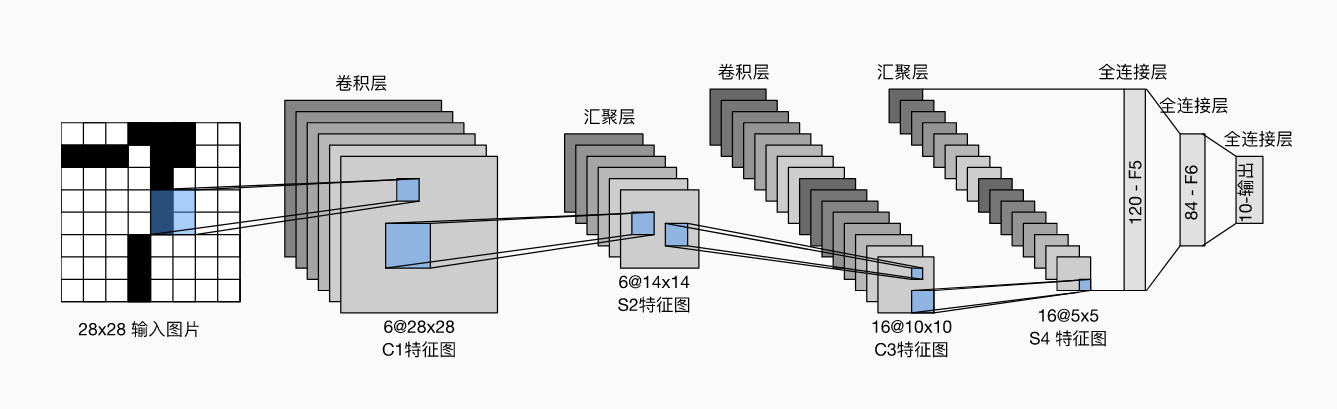 卷积层
汇聚层
卷积层
汇聚层
全连接层
全连接层
全连接层
28x28 输入图片
6@28x28
C1特征图
6@14x14
S2特征图
16@10x10
C3特征图
16@5x5
S4 特征图
120 - F5
84 - F6
10-输出